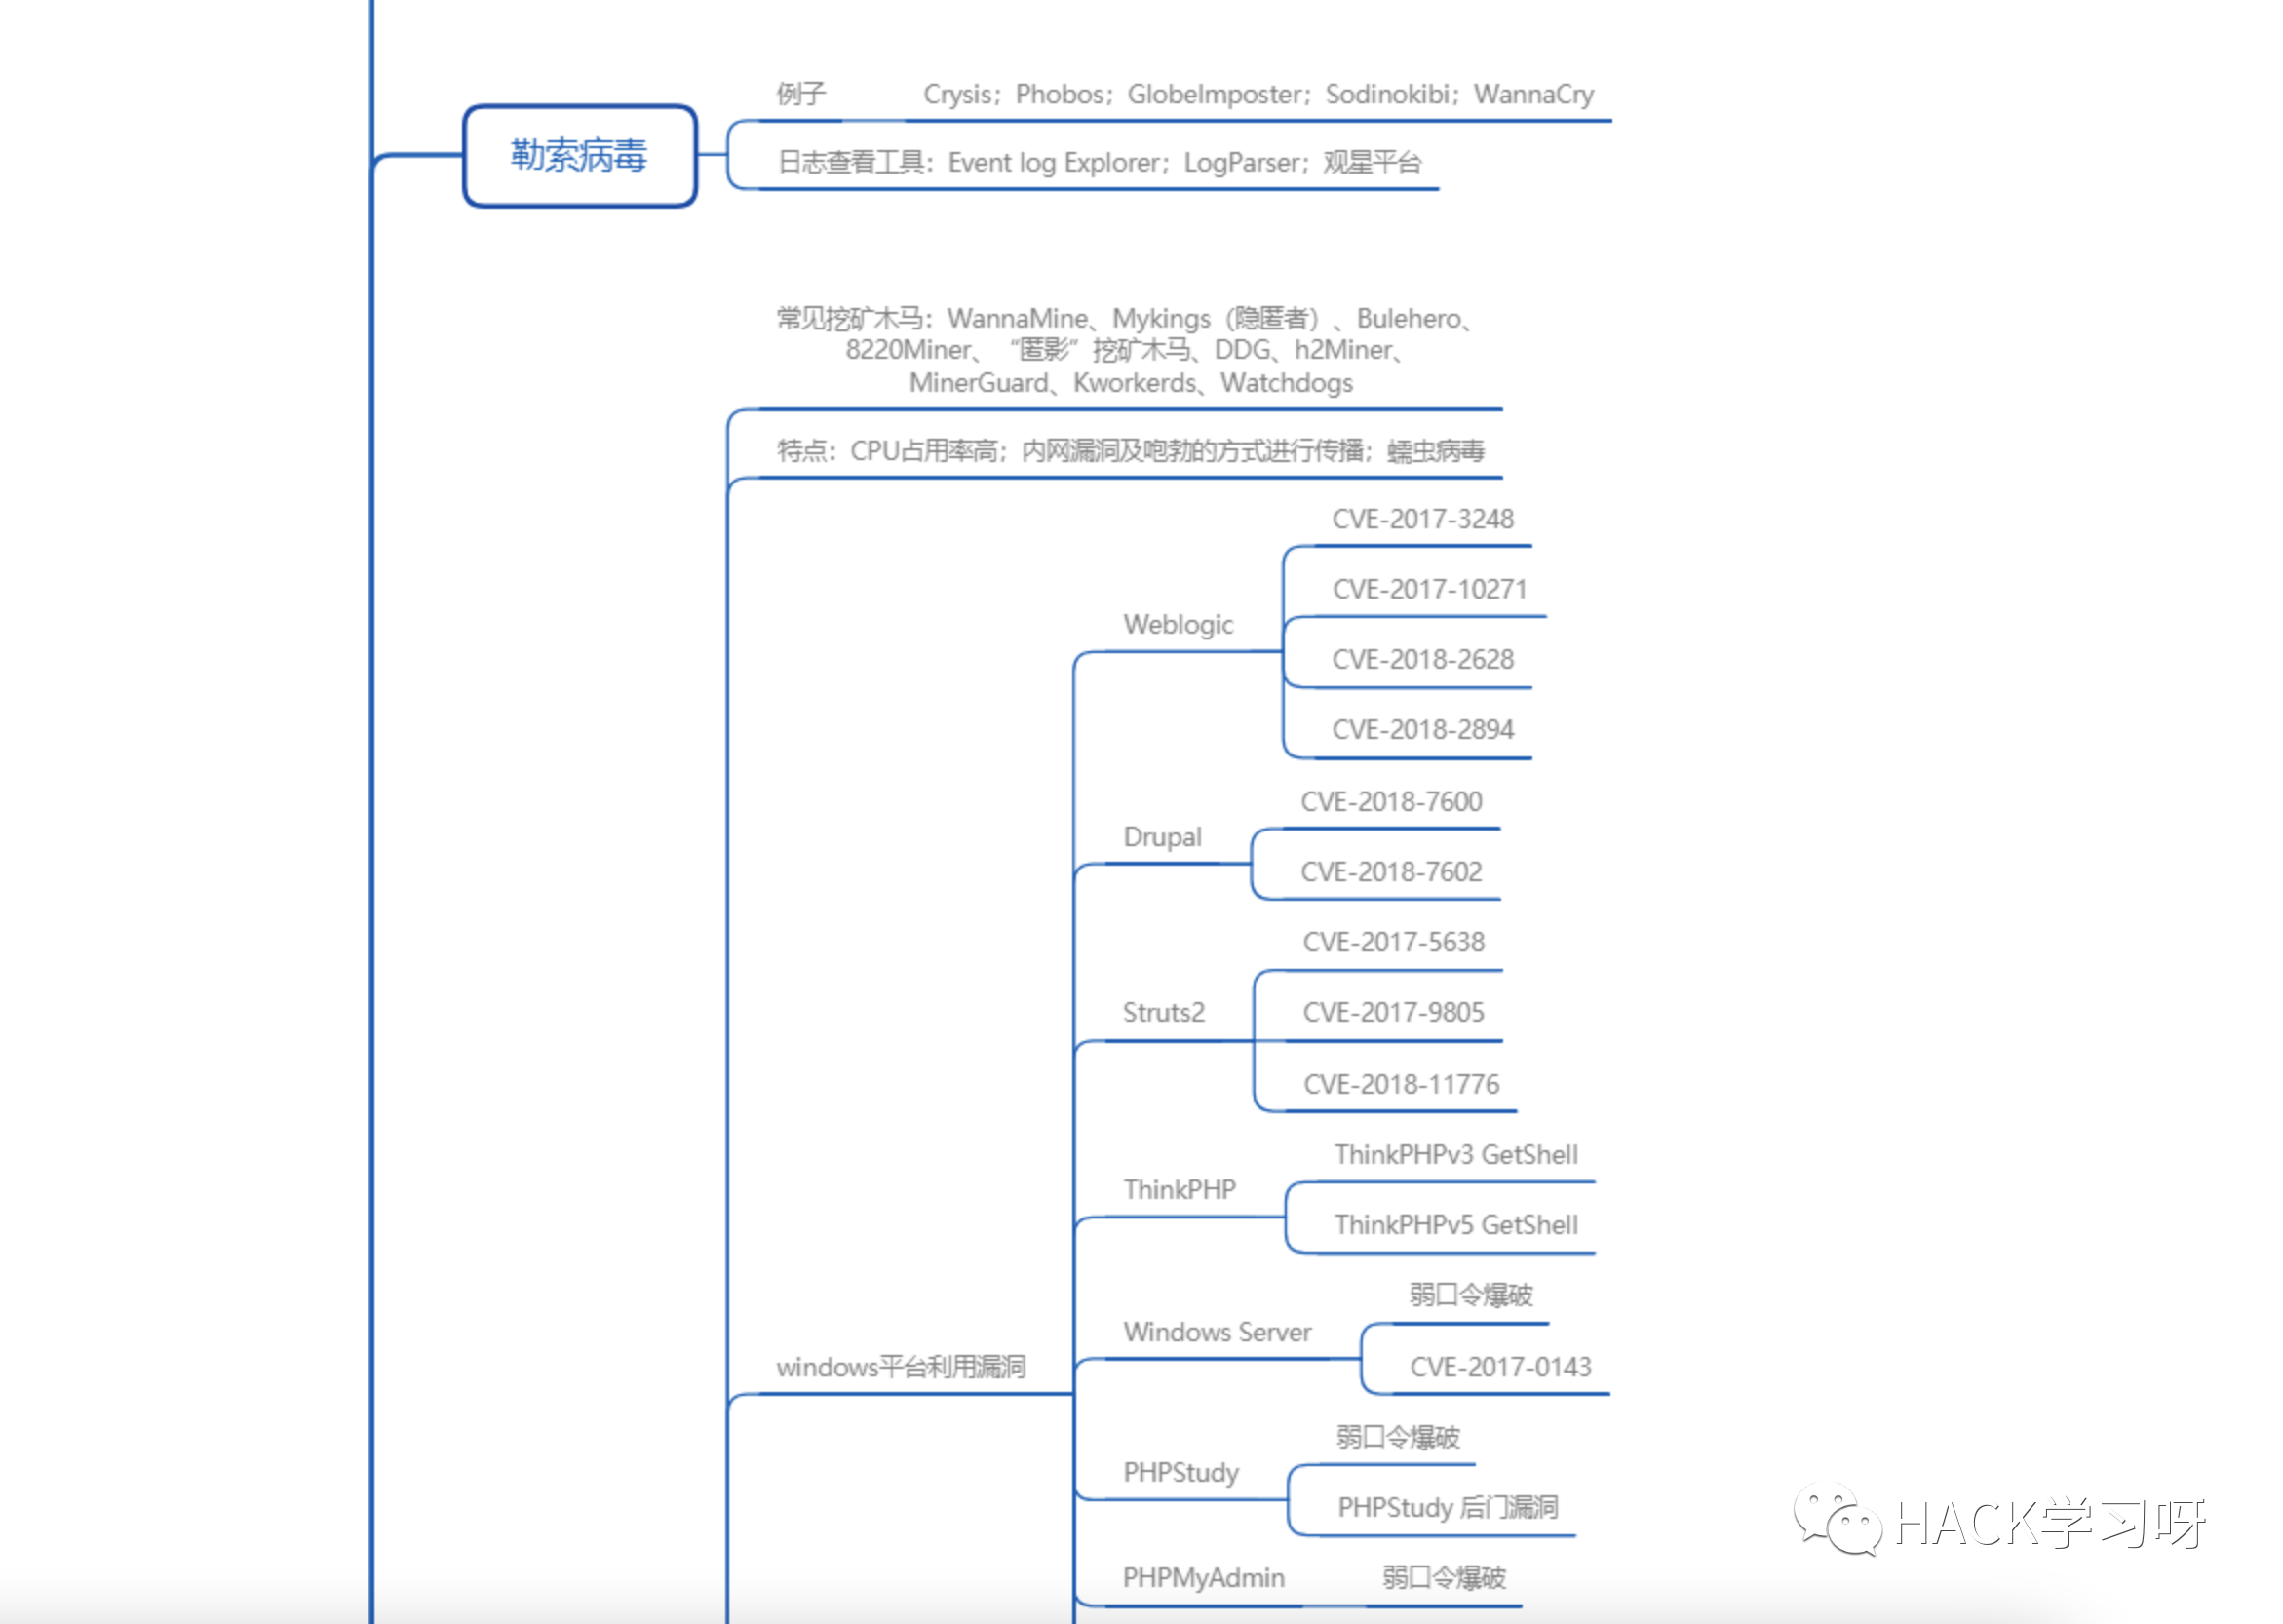 例子 Crysis；Phobos；GlobeImposter；Sodinokibi；WannaCry
勒索病毒
日志查看工具：Event log Explorer；LogParser；观星平台
常见挖矿木马：WannaMine、Mykings（隐匿者）、Bulehero、
8220Miner、“匿影”挖矿木马、DDG、h2Miner、
MinerGuard、Kworkerds、Watchdogs
特点：CPU占用率高；内网漏洞及咆勃的方式进行传播；蠕虫病毒
windows平台利用漏洞
Weblogic
CVE-2017-3248
CVE-2017-10271
CVE-2018-2628
CVE-2018-2894
Drupal
CVE-2018-7600
CVE-2018-7602
Struts2
CVE-2017-5638
CVE-2017-9805
CVE-2018-11776
ThinkPHP
ThinkPHPv3 GetShell
ThinkPHPv5 GetShell
Windows Server
弱口令爆破
CVE-2017-0143
PHPStudy
弱口令爆破
PHPStudy 后门漏洞
PHPMyAdmin 弱口令爆破
HACK学习呀